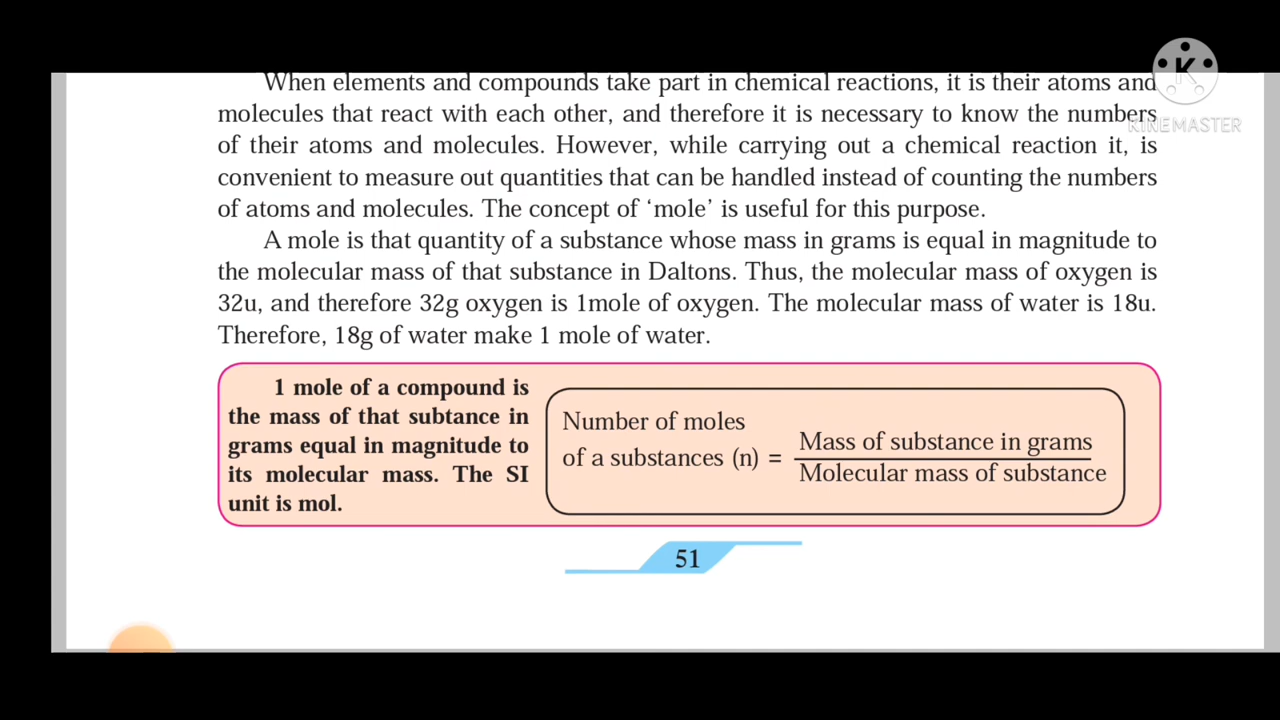 When elements and compounds take part in chemical reactions, it is their atoms and
molecules that react with each other, and therefore it is necessary to know the numbers
of their atoms and molecules. However, while carrying out a chemical reaction it, is
convenient to measure out quantities that can be handled instead of counting the numbers
of atoms and molecules. The concept of ‘mole’ is useful for this purpose.
A mole is that quantity of a substance whose mass in grams is equal in magnitude to
the molecular mass of that substance in Daltons. Thus, the molecular mass of oxygen is
32u, and therefore 32g oxygen is 1mole of oxygen. The molecular mass of water is 18u.
Therefore, 18g of water make 1 mole of water.
1 mole of a compound is
the mass of that subtance in
grams equal in magnitude to
its molecular mass. The SI
unit is mol.
Number of moles
of a substances (n) =
Mass of substance in grams
Molecular mass of substance
51
K
KINEMASTER